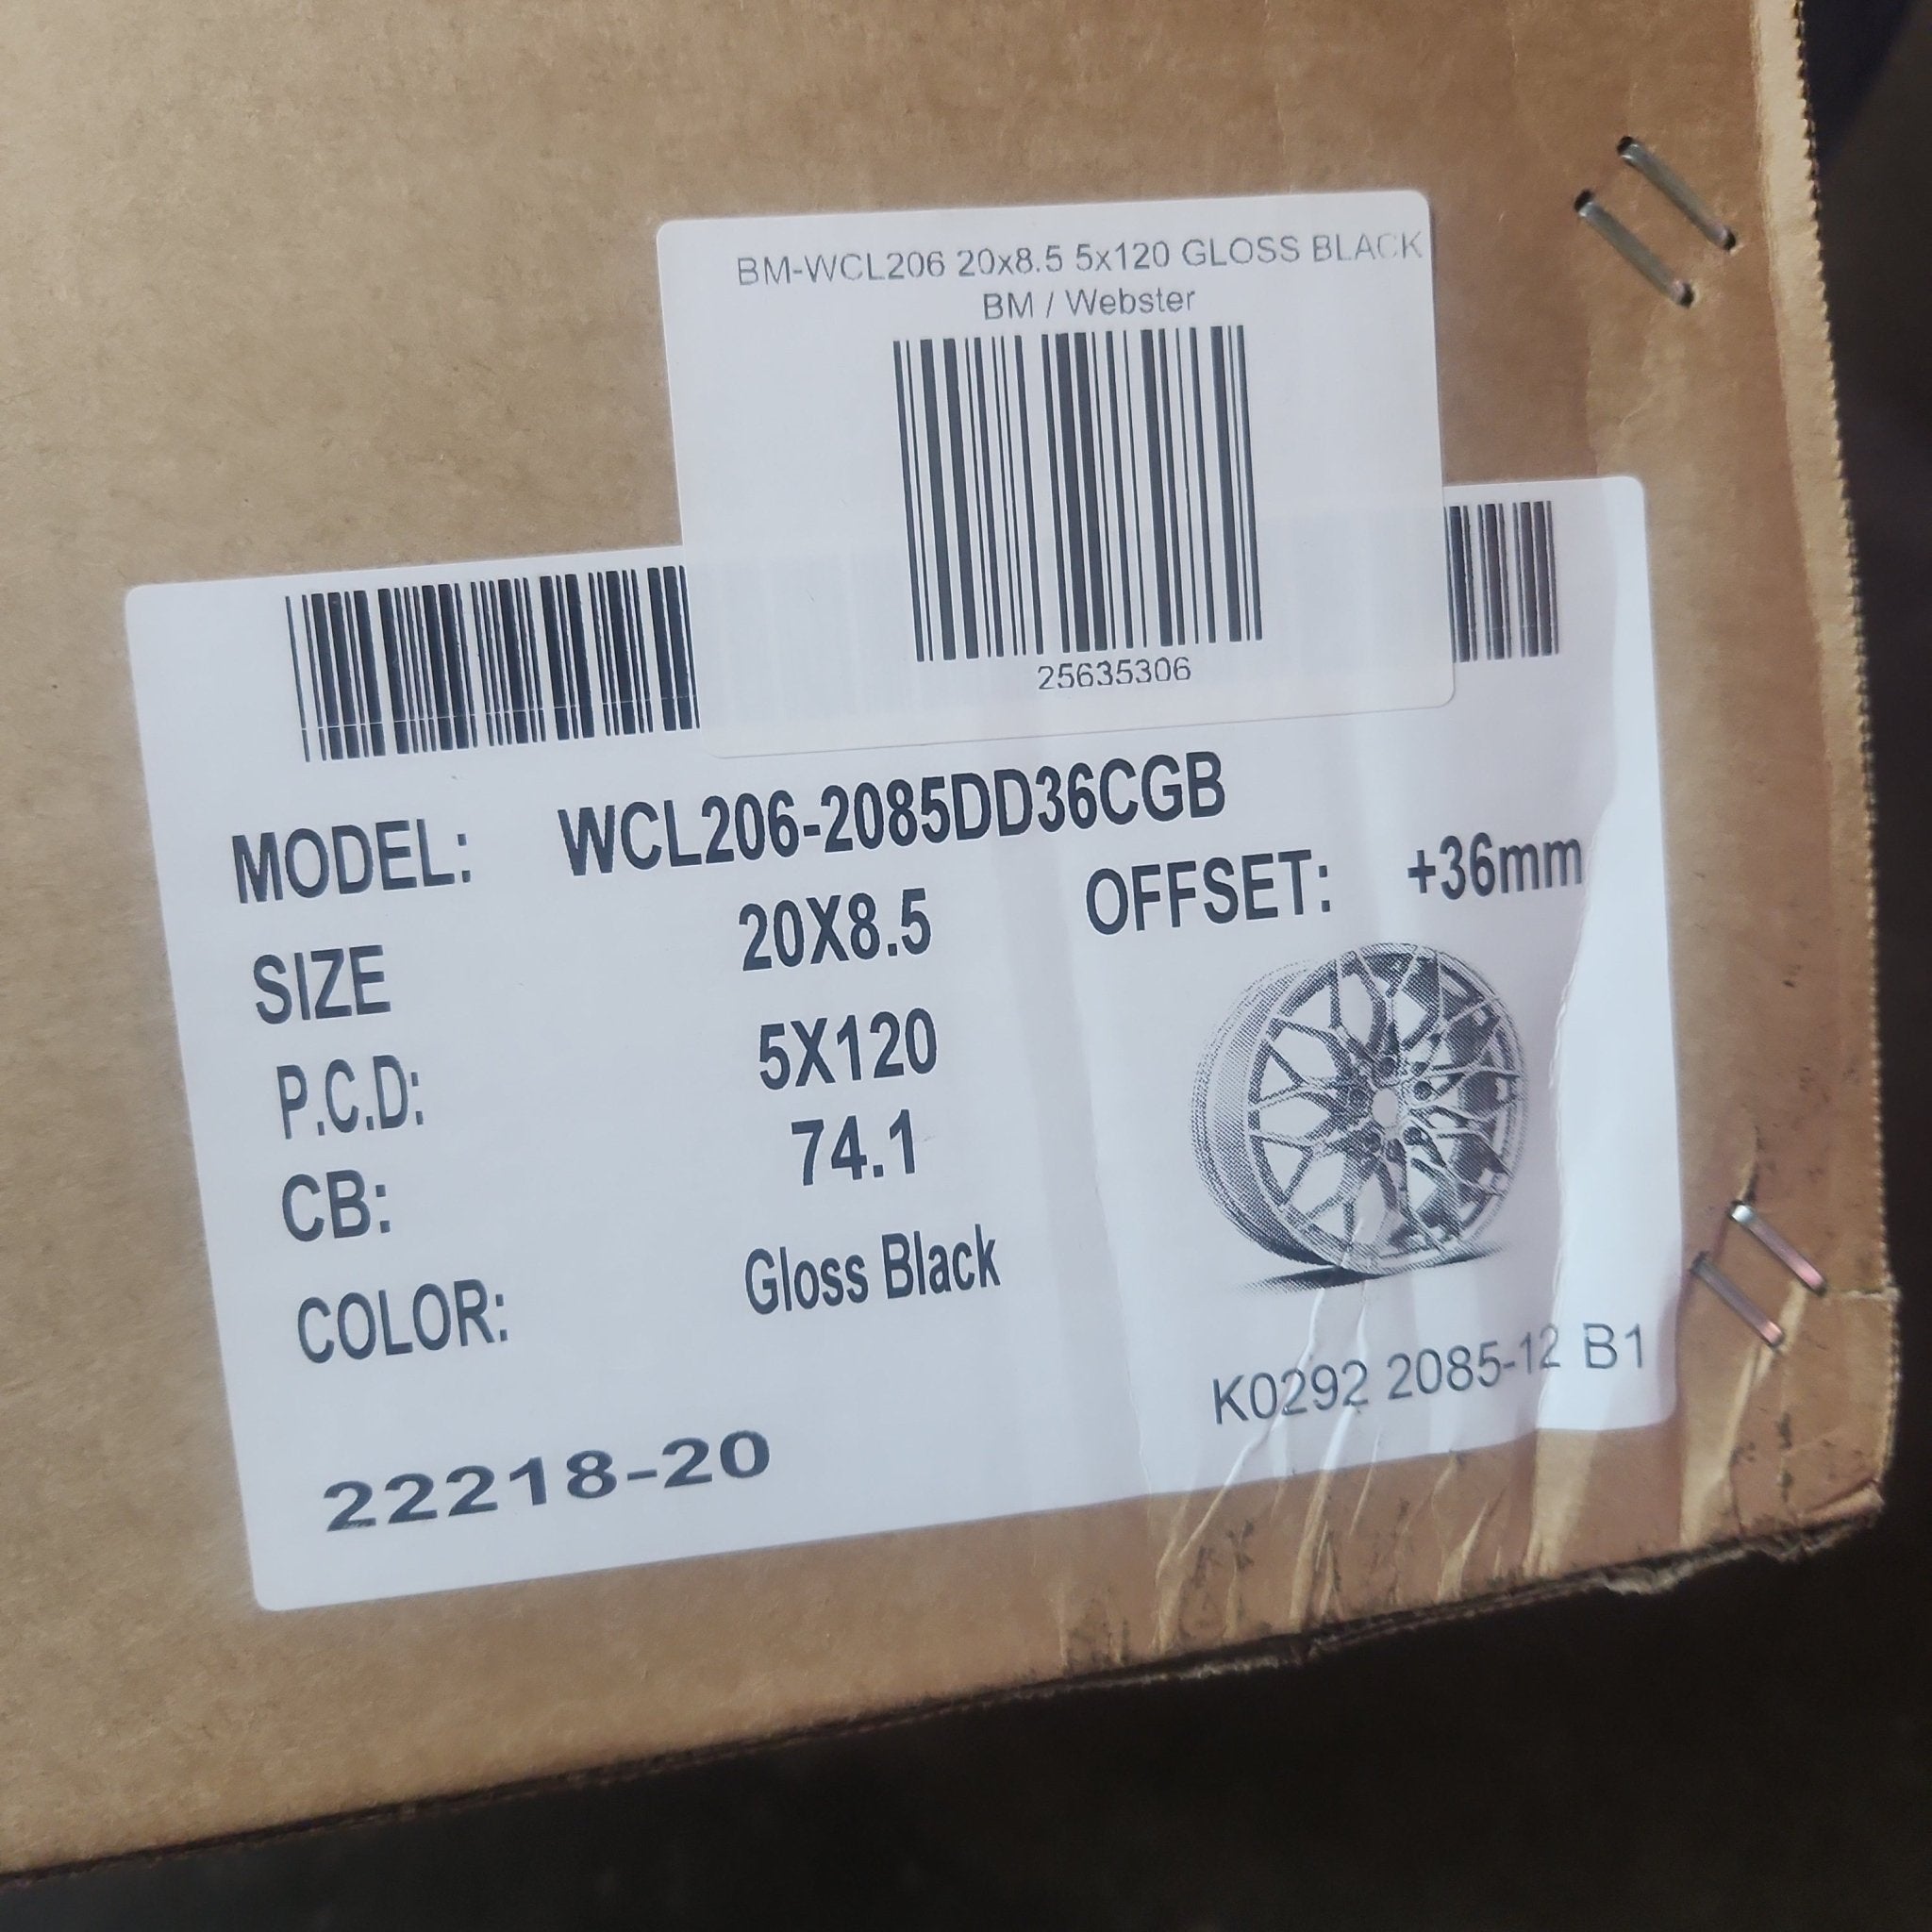 BM-WCL206 20x8.5 5x120 GLOSS BLACK
BM / Webster
25635306
MODEL: WCL206-2085DD36CGB
SIZE 20X8.5 OFFSET: +36mm
P.C.D: 5X120
CB: 74.1
COLOR: Gloss Black
K0292 2085-12 B1
22218-20